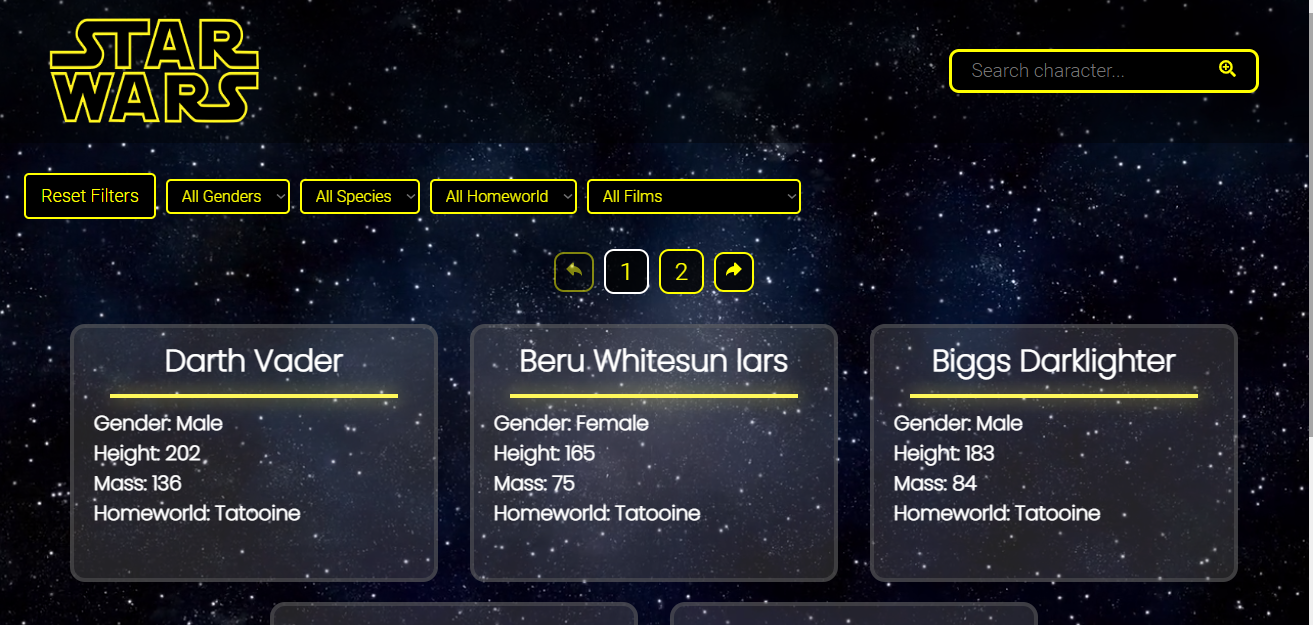 STAR
WARS
Search character...
Reset Filters
All Genders
All Species
All Homeworld
All Films
1
2
Darth Vader
Gender: Male
Height: 202
Mass: 136
Homeworld: Tatooine
Beru Whitesun lars
Gender: Female
Height: 165
Mass: 75
Homeworld: Tatooine
Biggs Darklighter
Gender: Male
Height: 183
Mass: 84
Homeworld: Tatooine